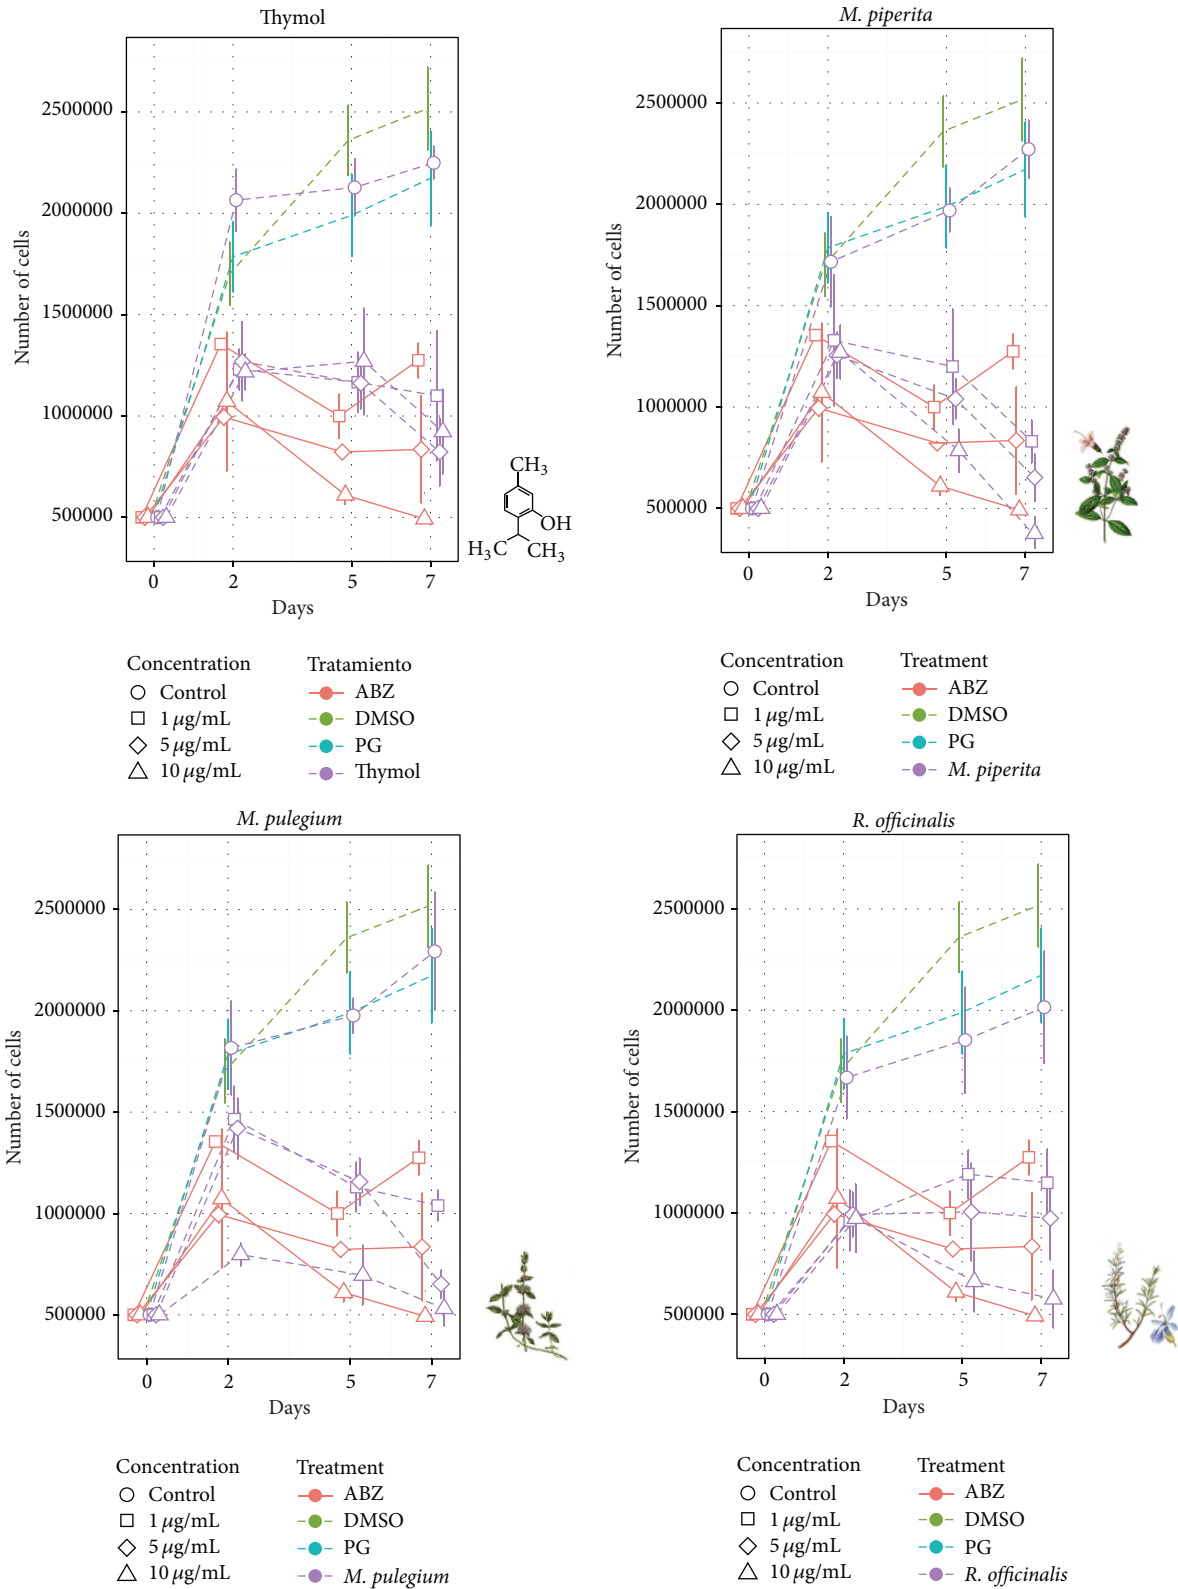 Thymol
2500000
2000000
1500000
1000000
500000
Number of cells
0 2 5 7
Days
CH3
OH
H3C CH3
Concentration
Control
1 μg/mL
5 μg/mL
10 μg/mL
Tratamiento
ABZ
DMSO
PG
Thymol
M. piperita
2500000
2000000
1500000
1000000
500000
Number of cells
0 2 5 7
Days
Concentration
Control
1 μg/mL
5 μg/mL
10 μg/mL
Treatment
ABZ
DMSO
PG
M. piperita
M. pulegium
2500000
2000000
1500000
1000000
500000
Number of cells
0 2 5 7
Days
Concentration
Control
1 μg/mL
5 μg/mL
10 μg/mL
Treatment
ABZ
DMSO
PG
M. pulegium
R. officinalis
2500000
2000000
1500000
1000000
500000
Number of cells
0 2 5 7
Days
Concentration
Control
1 μg/mL
5 μg/mL
10 μg/mL
Treatment
ABZ
DMSO
PG
R. officinalis